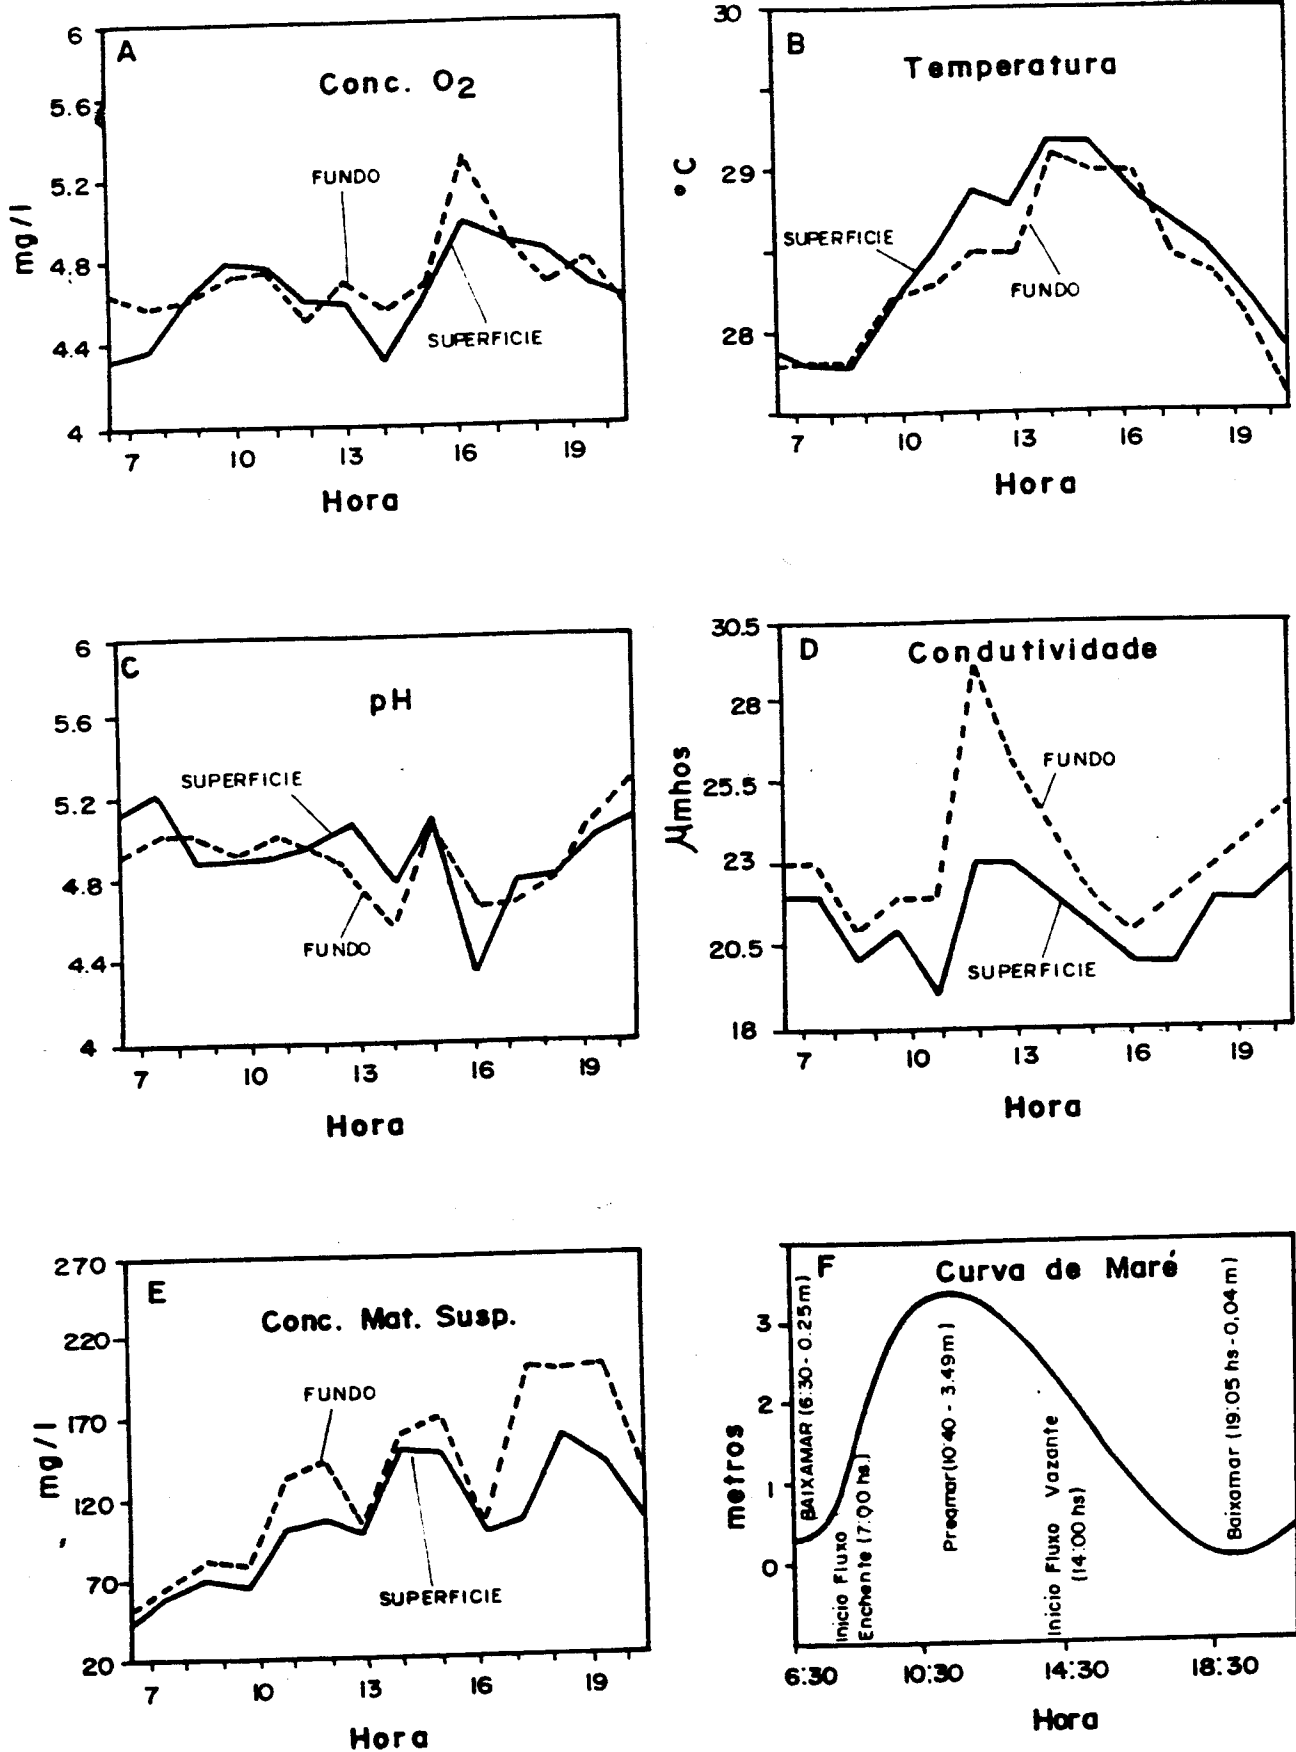 A
Conc. O2
6
5.6
5.2
4.8
4.4
4
mg/l
FUNDO
SUPERFICIE
7 10 13 16 19
Hora
B
Temperatura
30
29
28
°C
SUPERFICIE
FUNDO
7 10 13 16 19
Hora
C
pH
6
5.6
5.2
4.8
4.4
4
SUPERFICIE
FUNDO
7 10 13 16 19
Hora
D
Condutividade
30.5
28
25.5
23
20.5
18
µmhos
FUNDO
SUPERFICIE
7 10 13 16 19
Hora
E
Conc. Mat. Susp.
270
220
170
120
70
20
mg/l
FUNDO
SUPERFICIE
7 10 13 16 19
Hora
F
Curva de Maré
3
2
1
0
metros
BAIXAMAR (6:30 - 0.25m)
Inicio Fluxo
Enchente (7:00 hs.)
Preamar (10:40 - 3.49m)
Inicio Fluxo Vazante
(14:00 hs)
Baixamar (19:05 hs - 0,04 m)
6:30 10:30 14:30 18:30
Hora